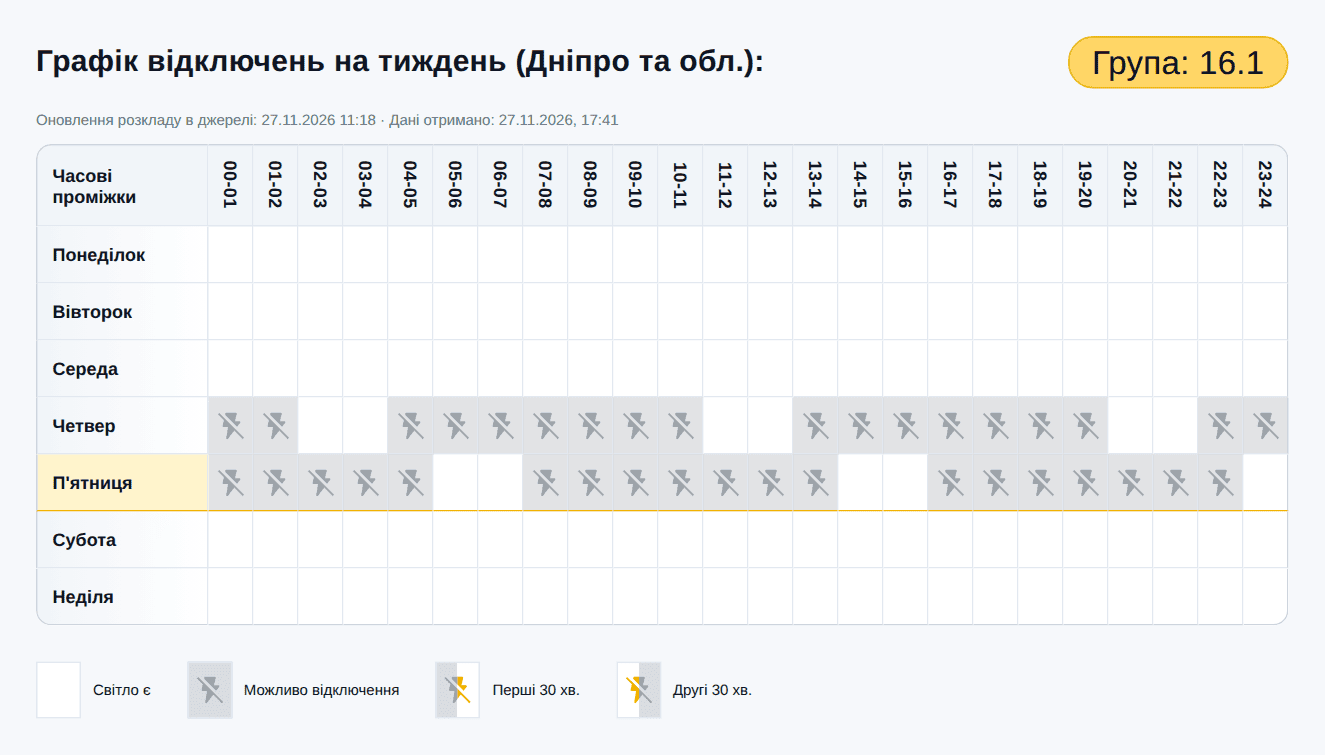 Графік відключень на тиждень (Дніпро та обл.):
Група: 16.1
Оновлення розкладу в джерелі: 27.11.2026 11:18 · Дані отримано: 27.11.2026, 17:41
Часові
проміжки
00-01
01-02
02-03
03-04
04-05
05-06
06-07
07-08
08-09
09-10
10-11
11-12
12-13
13-14
14-15
15-16
16-17
17-18
18-19
19-20
20-21
21-22
22-23
23-24
Понеділок
Вівторок
Середа
Четвер
П'ятниця
Субота
Неділя
Світло є
Можливо відключення
Перші 30 хв.
Другі 30 хв.